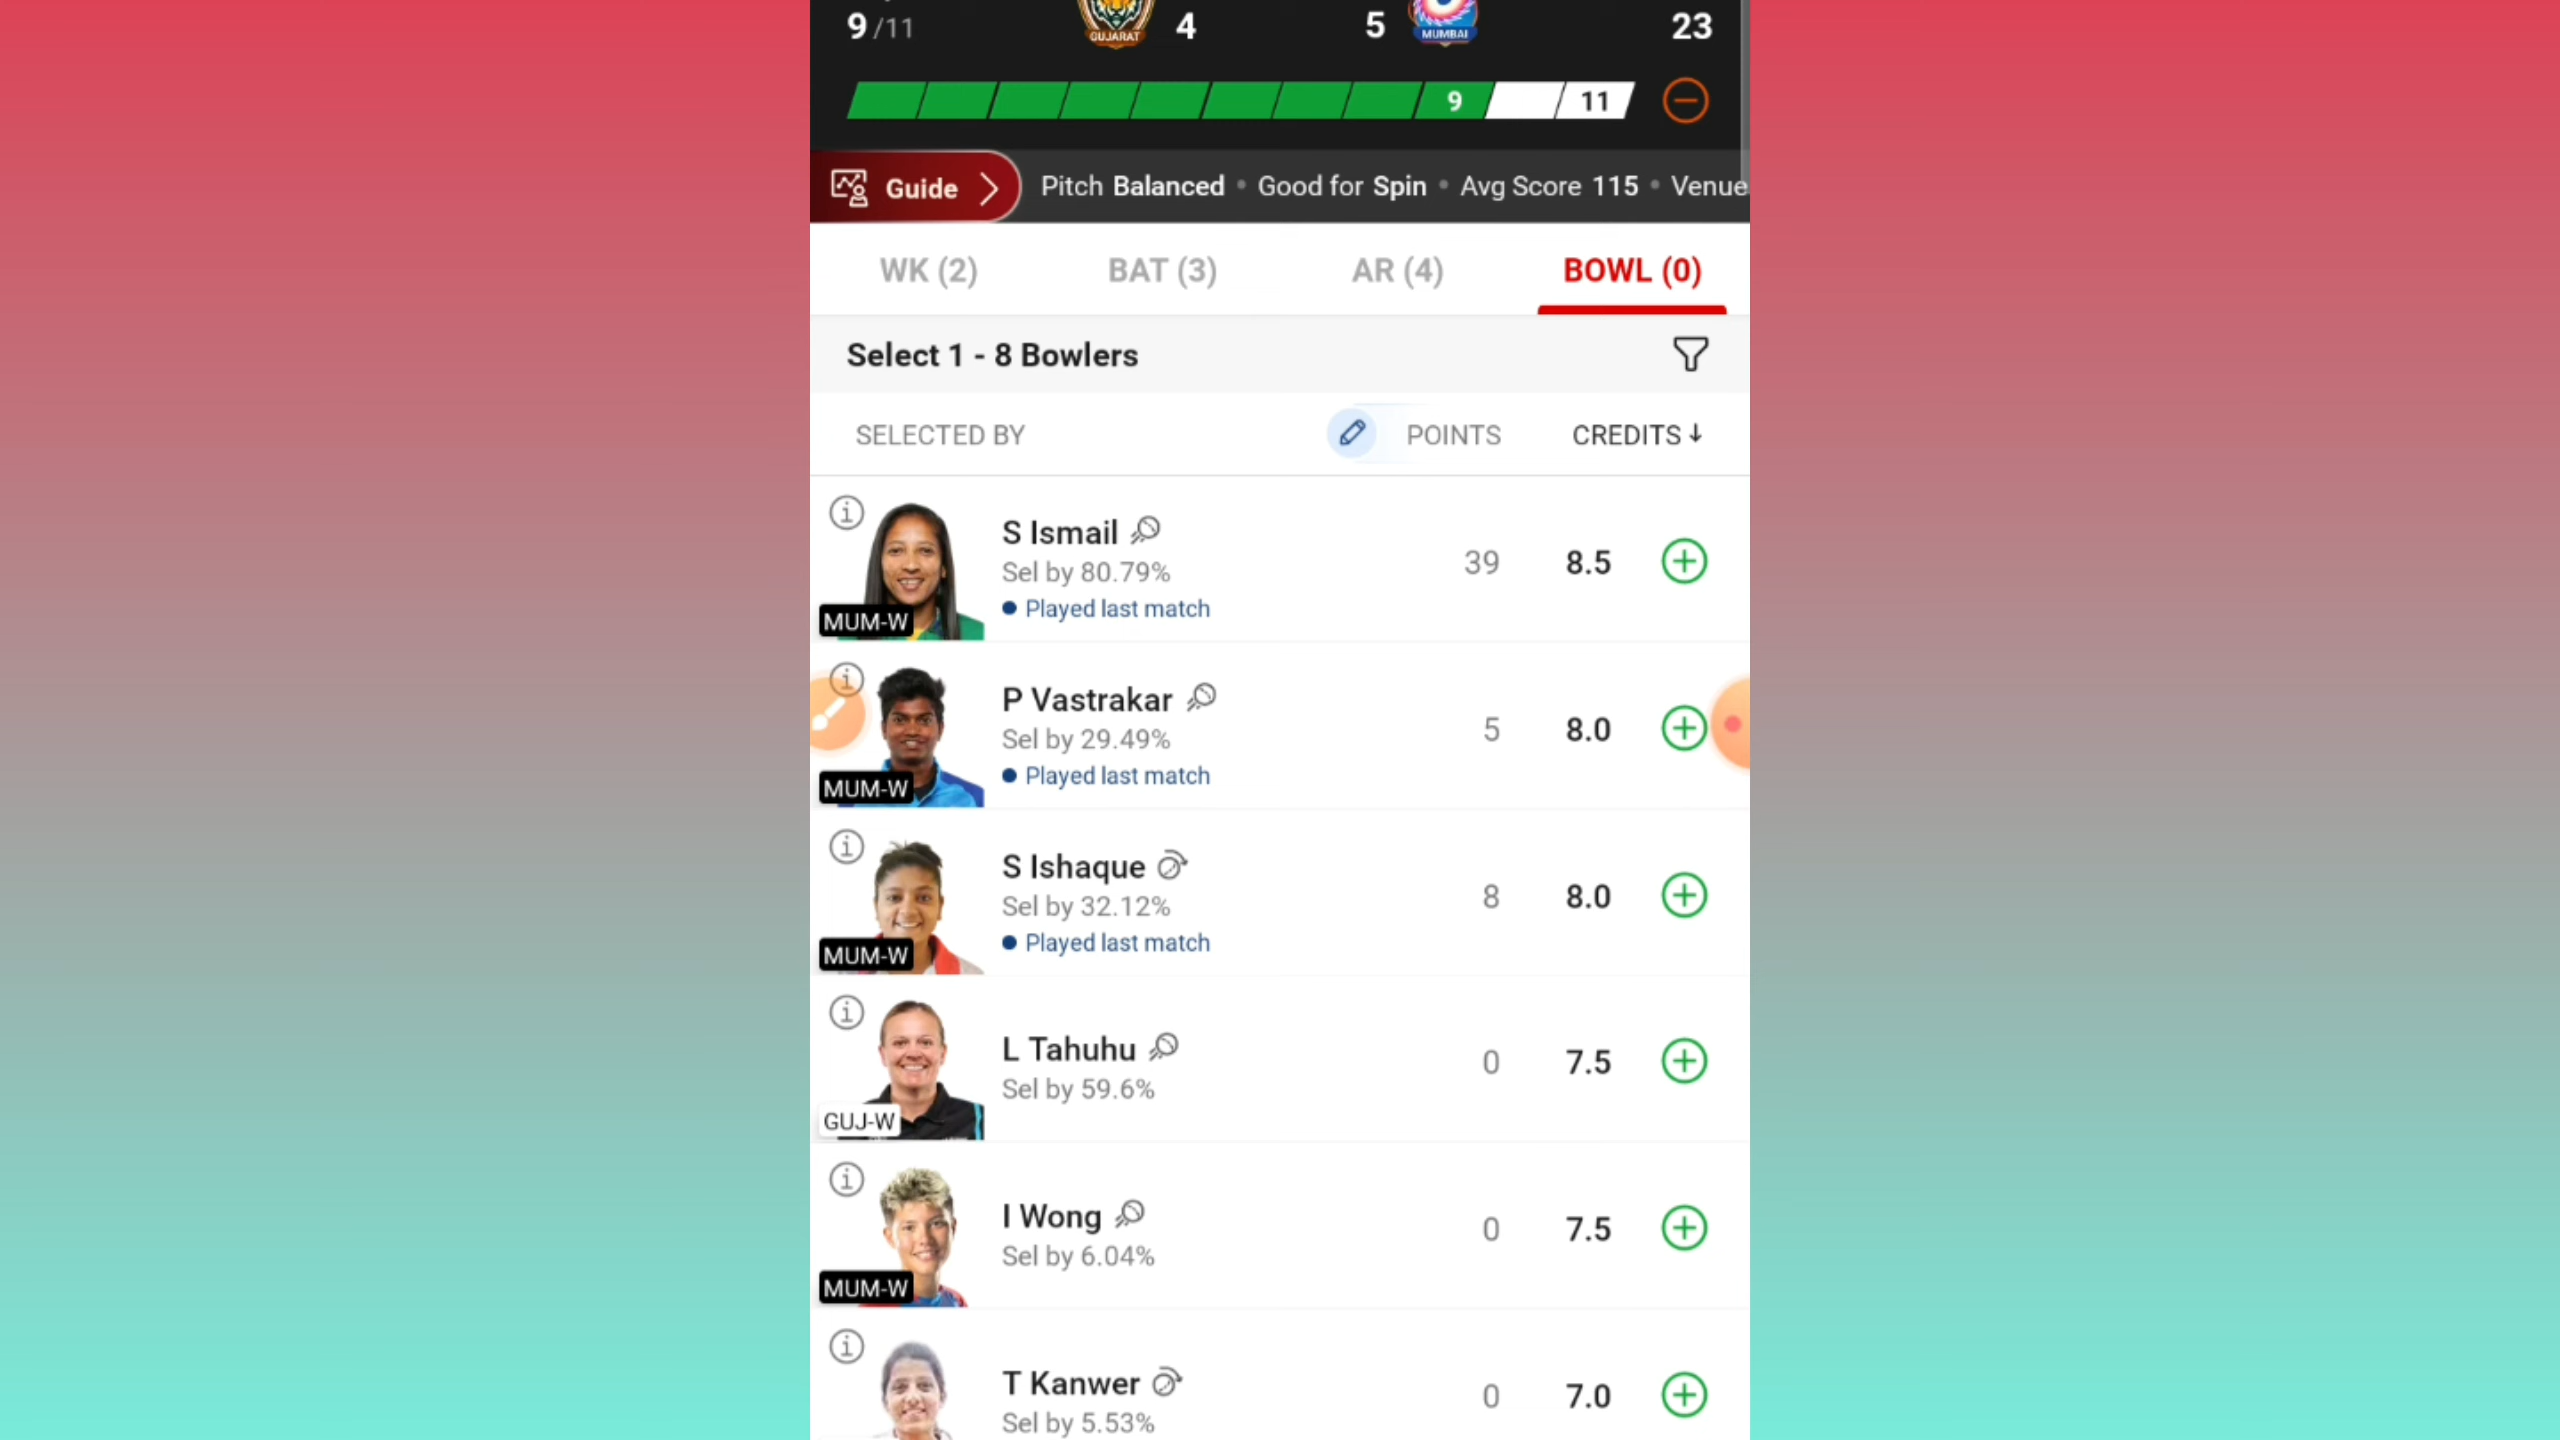 9 /11 GUJARAT 4 5 MUMBAI 23
9 11
Guide Pitch Balanced • Good for Spin • Avg Score 115 • Venue
WK (2) BAT (3) AR (4) BOWL (0)
Select 1 - 8 Bowlers
SELECTED BY POINTS CREDITS ↓
S Ismail
Sel by 80.79%
39 8.5
• Played last match
MUM-W
P Vastrakar
Sel by 29.49%
5 8.0
• Played last match
MUM-W
S Ishaque
Sel by 32.12%
8 8.0
• Played last match
MUM-W
L Tahuhu
Sel by 59.6%
0 7.5
GUJ-W
I Wong
Sel by 6.04%
0 7.5
MUM-W
T Kanwer
Sel by 5.53%
0 7.0